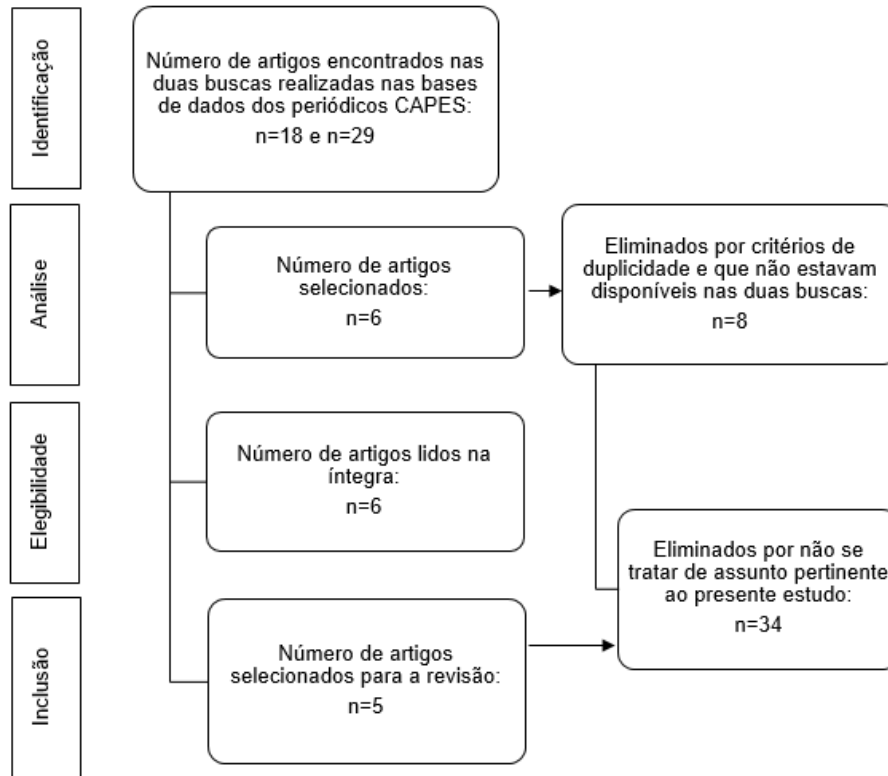 Identificação
Número de artigos encontrados nas
duas buscas realizadas nas bases
de dados dos periódicos CAPES:
n=18 e n=29
Análise
Número de artigos
selecionados:
n=6
Eliminados por critérios de
duplicidade e que não estavam
disponíveis nas duas buscas:
n=8
Elegibilidade
Número de artigos lidos na
íntegra:
n=6
Eliminados por não se
tratar de assunto pertinente
ao presente estudo:
n=34
Inclusão
Número de artigos
selecionados para a revisão:
n=5